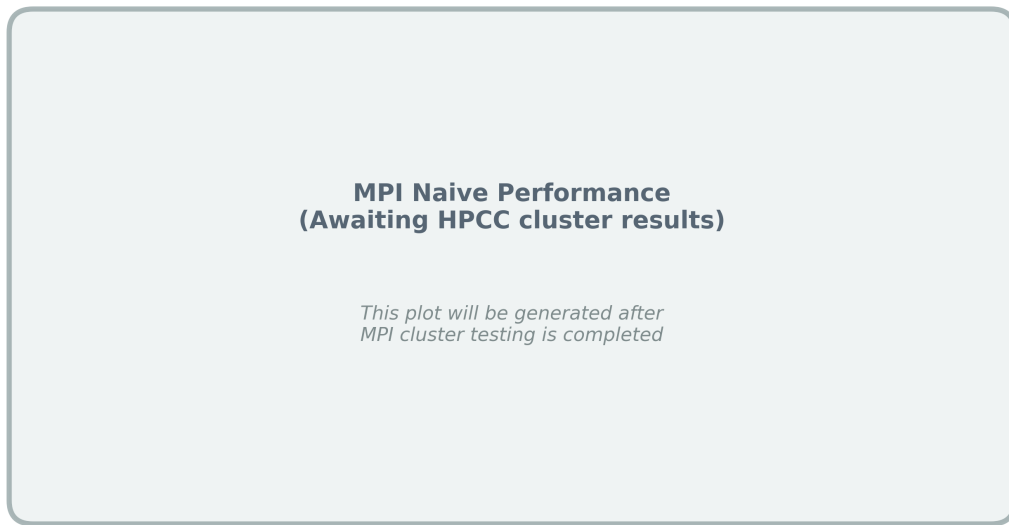 MPI Naive Performance
(Awaiting HPCC cluster results)
This plot will be generated after
MPI cluster testing is completed